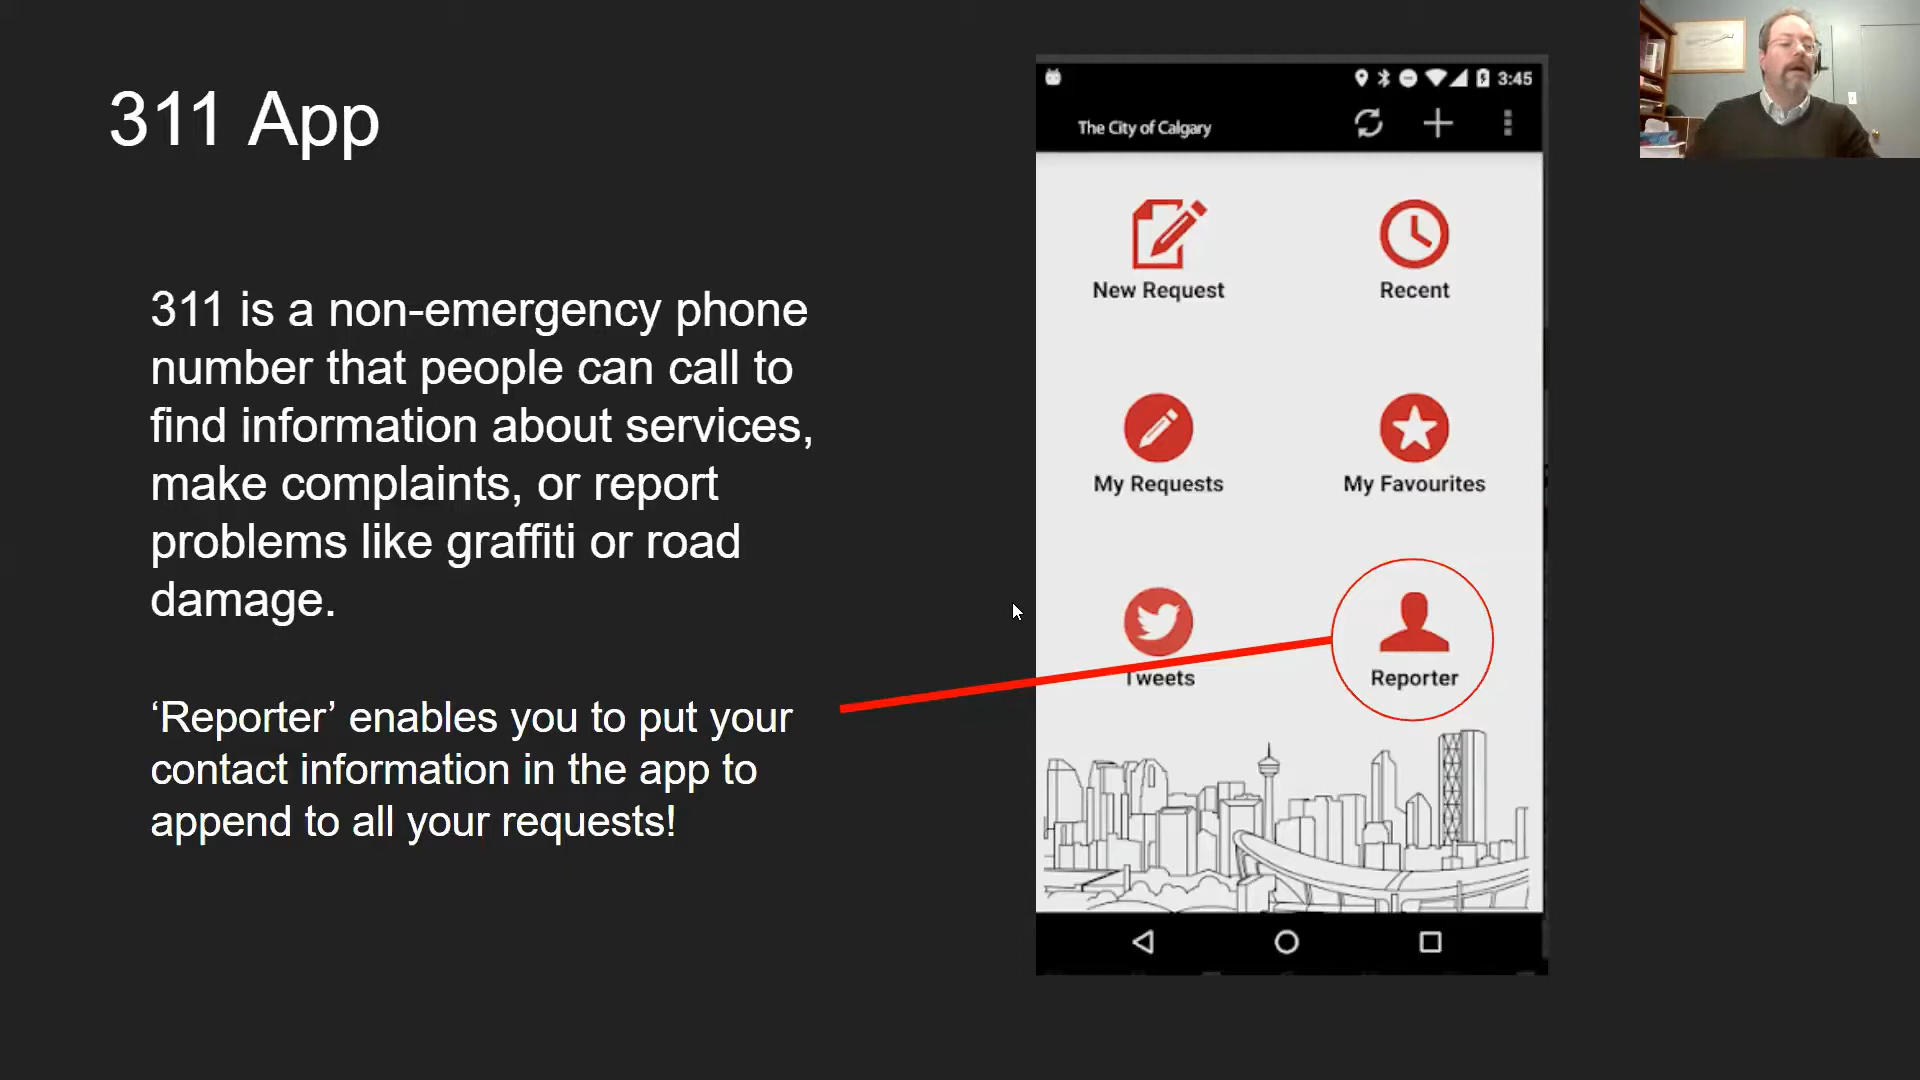 311 App
311 is a non-emergency phone
number that people can call to
find information about services,
make complaints, or report
problems like graffiti or road
damage.
‘Reporter’ enables you to put your
contact information in the app to
append to all your requests!
3:45
The City of Calgary
New Request
Recent
My Requests
My Favourites
Tweets
Reporter